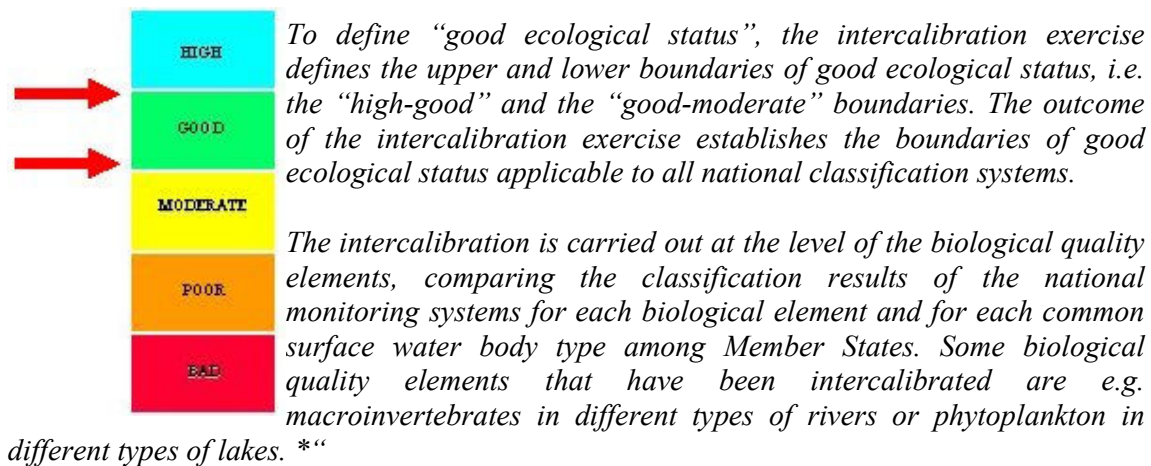 HIGH
GOOD
MODERATE
POOR
BAD
To define “good ecological status”, the intercalibration exercise
defines the upper and lower boundaries of good ecological status, i.e.
the “high-good” and the “good-moderate” boundaries. The outcome
of the intercalibration exercise establishes the boundaries of good
ecological status applicable to all national classification systems.
The intercalibration is carried out at the level of the biological quality
elements, comparing the classification results of the national
monitoring systems for each biological element and for each common
surface water body type among Member States. Some biological
quality elements that have been intercalibrated are e.g.
macroinvertebrates in different types of rivers or phytoplankton in
different types of lakes. *“